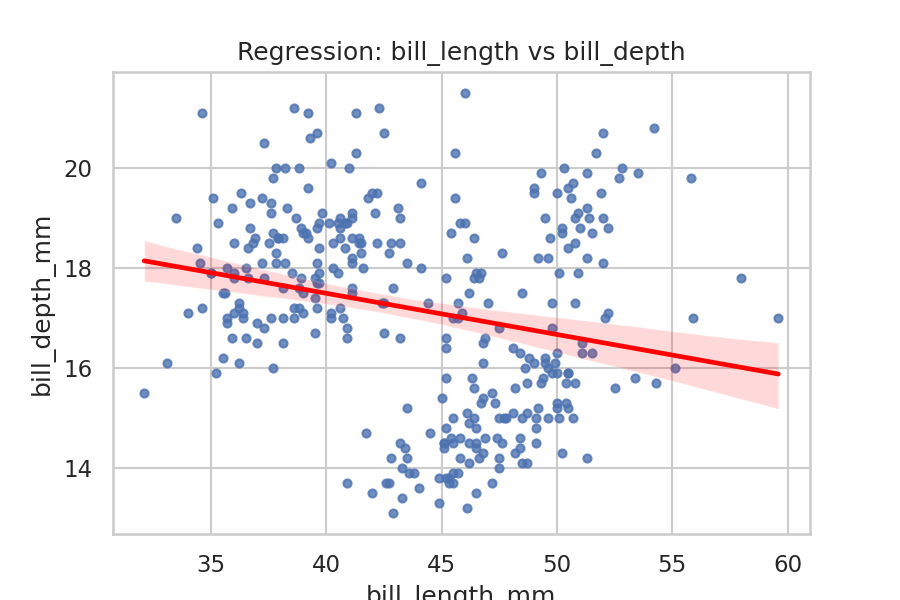 Regression: bill_length vs bill_depth
bill_depth_mm
20
18
16
14
35 40 45 50 55 60
bill_length_mm